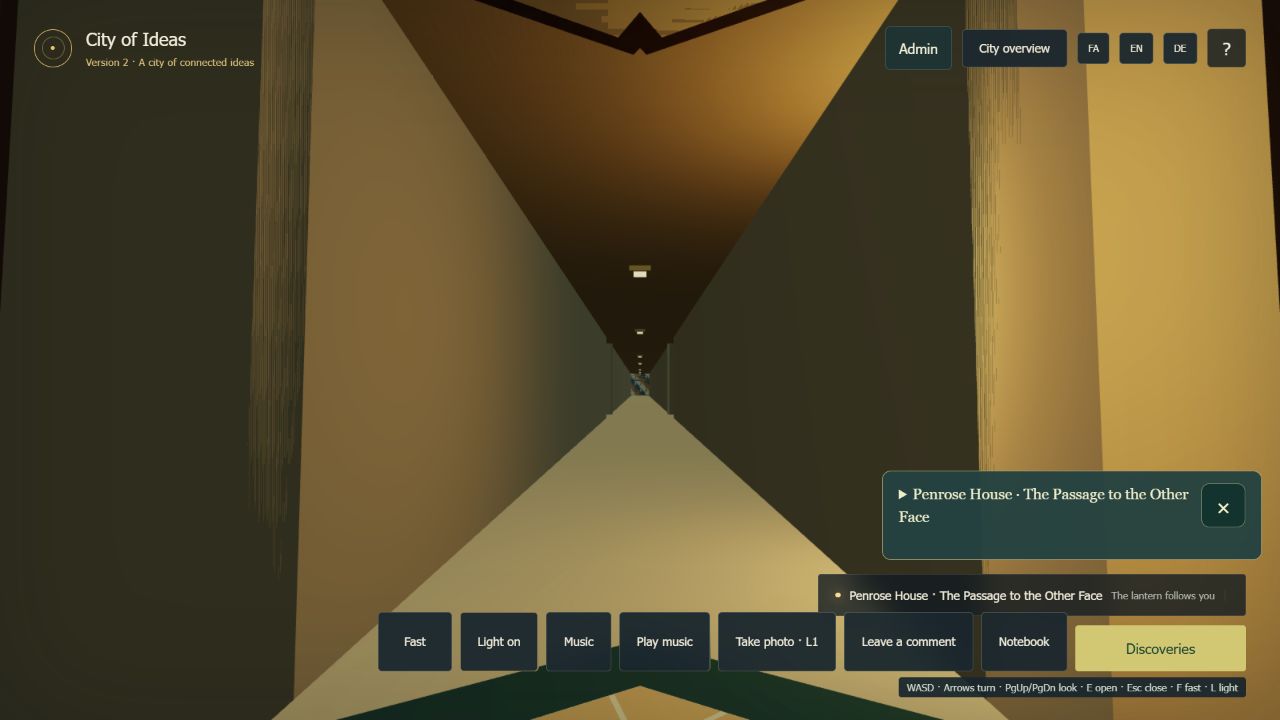 City of Ideas
Version 2 · A city of connected ideas
Admin
City overview
FA
EN
DE
?
▶ Penrose House · The Passage to the Other
Face
×
Penrose House · The Passage to the Other Face
The lantern follows you
Fast
Light on
Music
Play music
Take photo · L1
Leave a comment
Notebook
Discoveries
WASD · Arrows turn · PgUp/PgDn look · E open · Esc close · F fast · L light